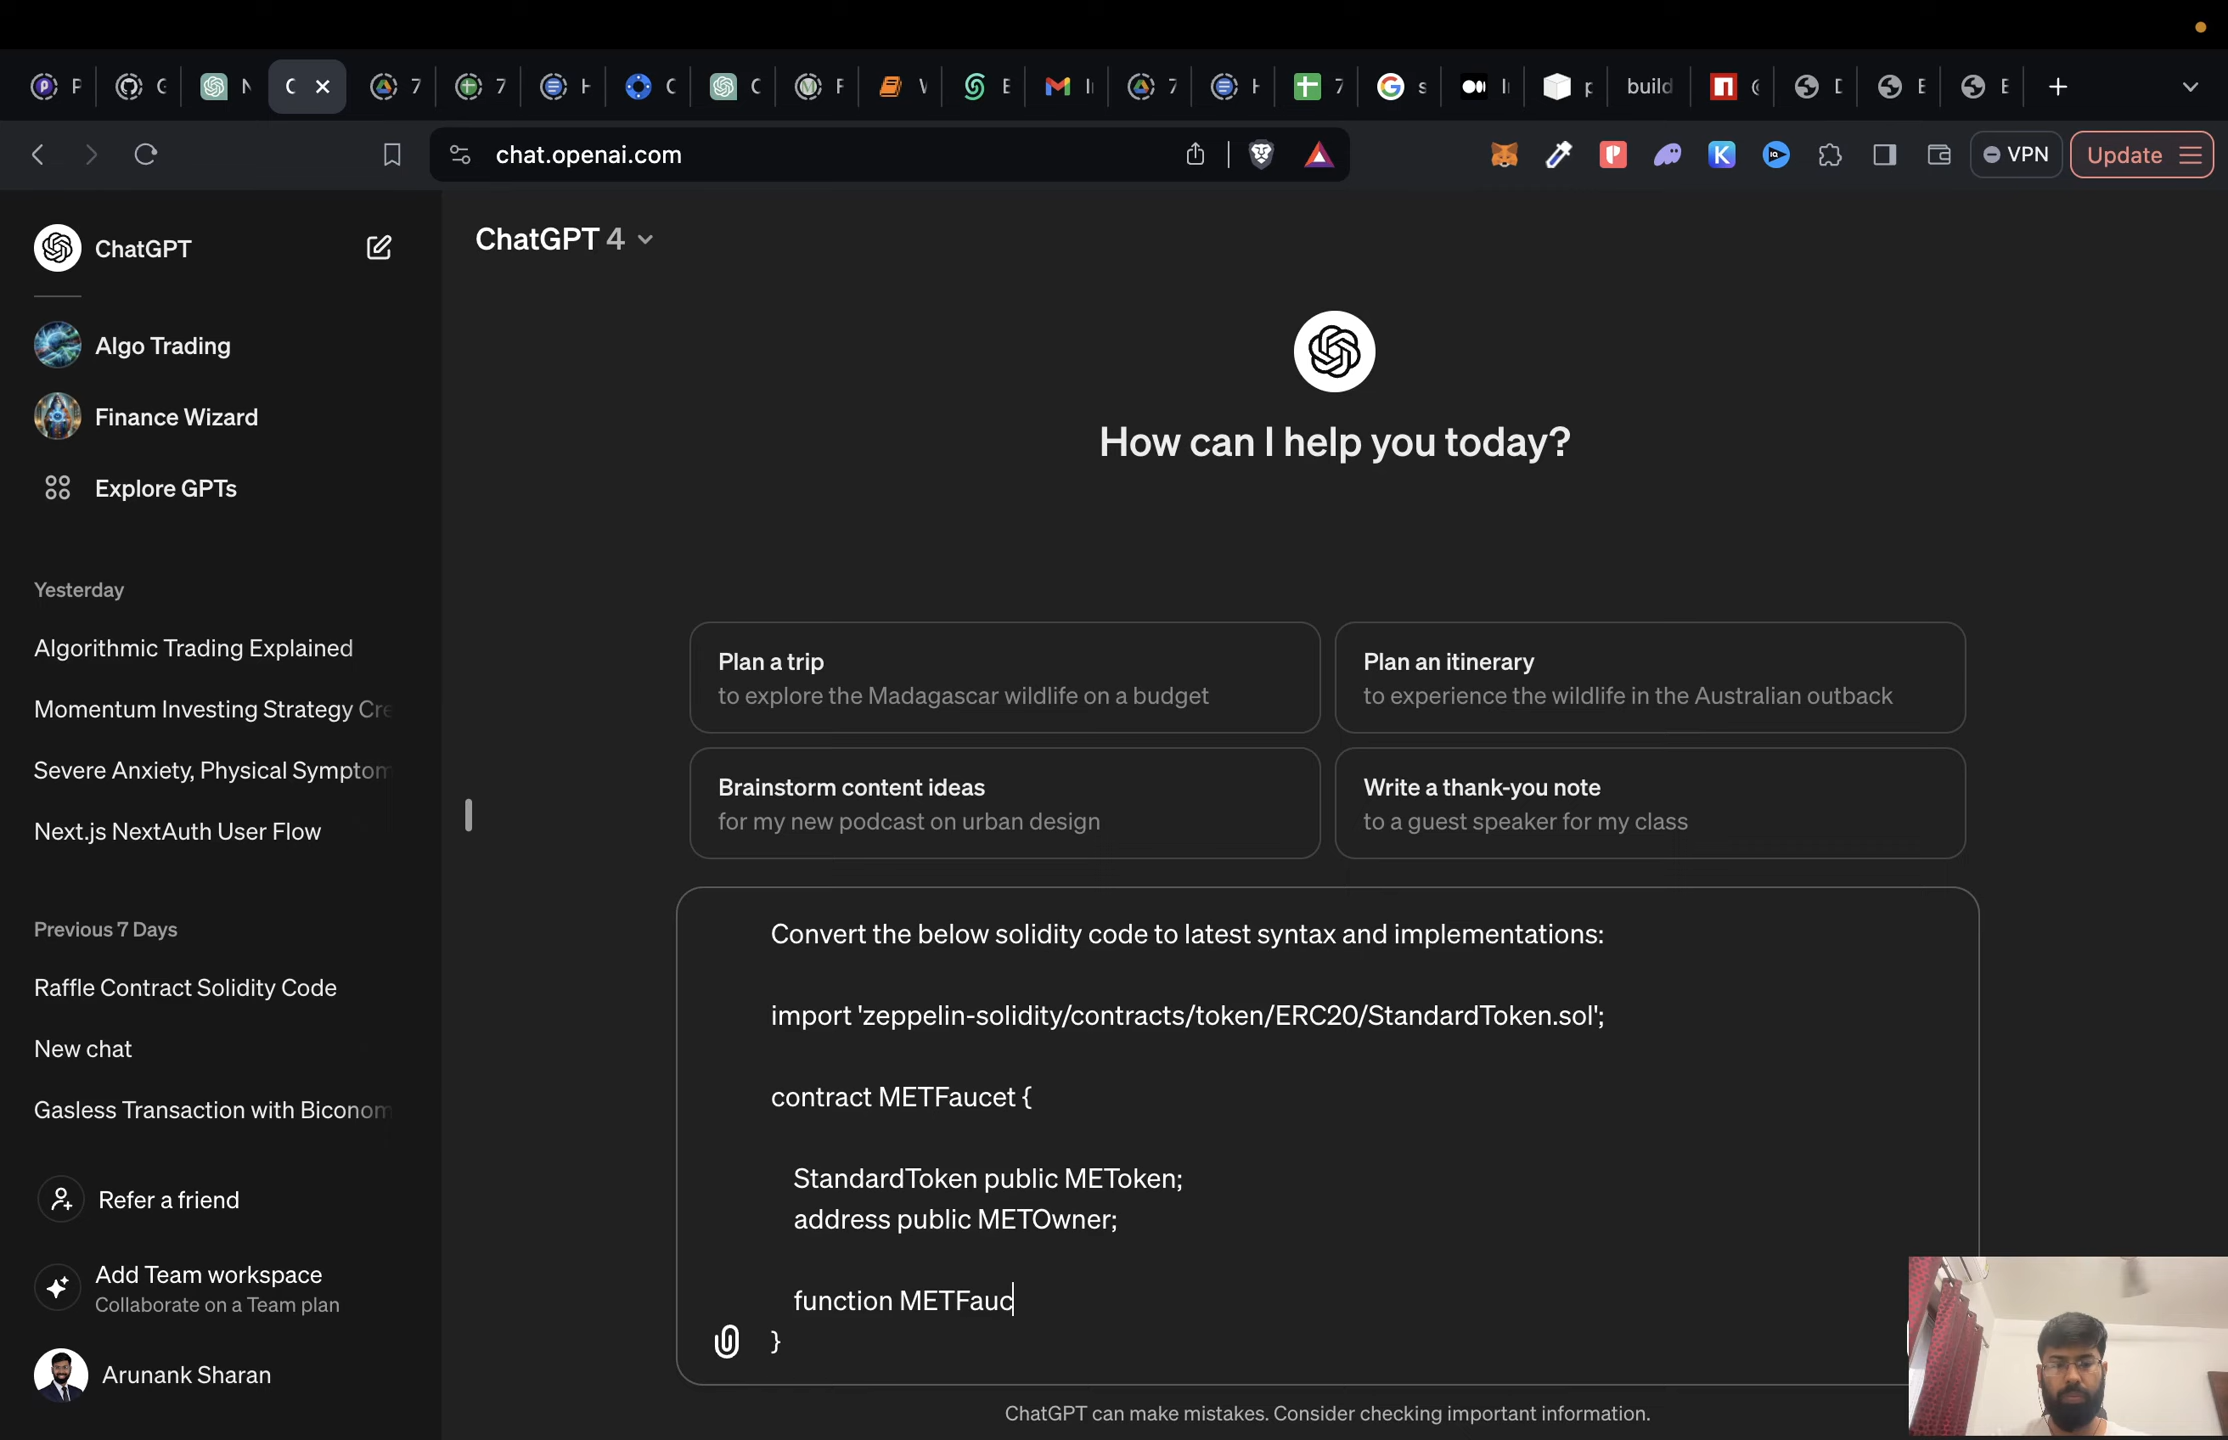 P
G
N
C
7
7
H
C
C
F
V
E
I
7
H
7
s
I
p
build
D
E
E
chat.openai.com
VPN
Update
ChatGPT
Algo Trading
Finance Wizard
Explore GPTs
Yesterday
Algorithmic Trading Explained
Momentum Investing Strategy Cre
Severe Anxiety, Physical Symptom
Next.js NextAuth User Flow
Previous 7 Days
Raffle Contract Solidity Code
New chat
Gasless Transaction with Biconom
Refer a friend
Add Team workspace
Collaborate on a Team plan
Arunank Sharan
ChatGPT 4
How can I help you today?
Plan a trip
to explore the Madagascar wildlife on a budget
Plan an itinerary
to experience the wildlife in the Australian outback
Brainstorm content ideas
for my new podcast on urban design
Write a thank-you note
to a guest speaker for my class
Convert the below solidity code to latest syntax and implementations:
import 'zeppelin-solidity/contracts/token/ERC20/StandardToken.sol';
contract METFaucet {
StandardToken public METoken;
address public METOwner;
function METFauc
}
ChatGPT can make mistakes. Consider checking important information.